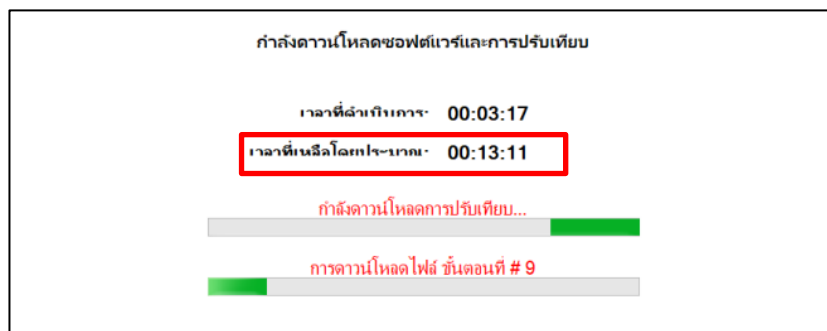 กำลังดาวน์โหลดซอฟต์แวร์และการปรับเทียบ
เวลาที่ดำเนินการ: 00:03:17
เวลาที่เหลือโดยประมาณ: 00:13:11
กำลังดาวน์โหลดการปรับเทียบ...
การดาวน์โหลดไฟล์ ขั้นตอนที่ # 9